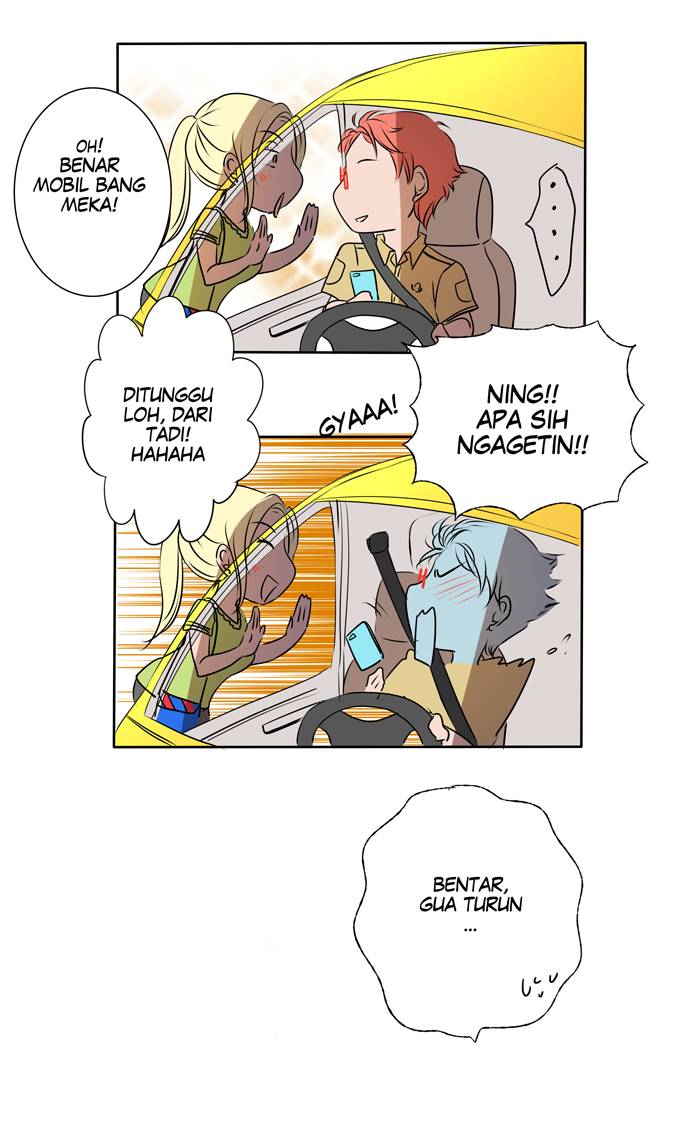 OH!
BENAR
MOBIL BANG
MEKA!
....
DITUNGGU
LOH, DARI
TADI!
HAHAHA
GYAAA!
NING!!
APA SIH
NGAGETIN!!
BENTAR,
GUA TURUN
...